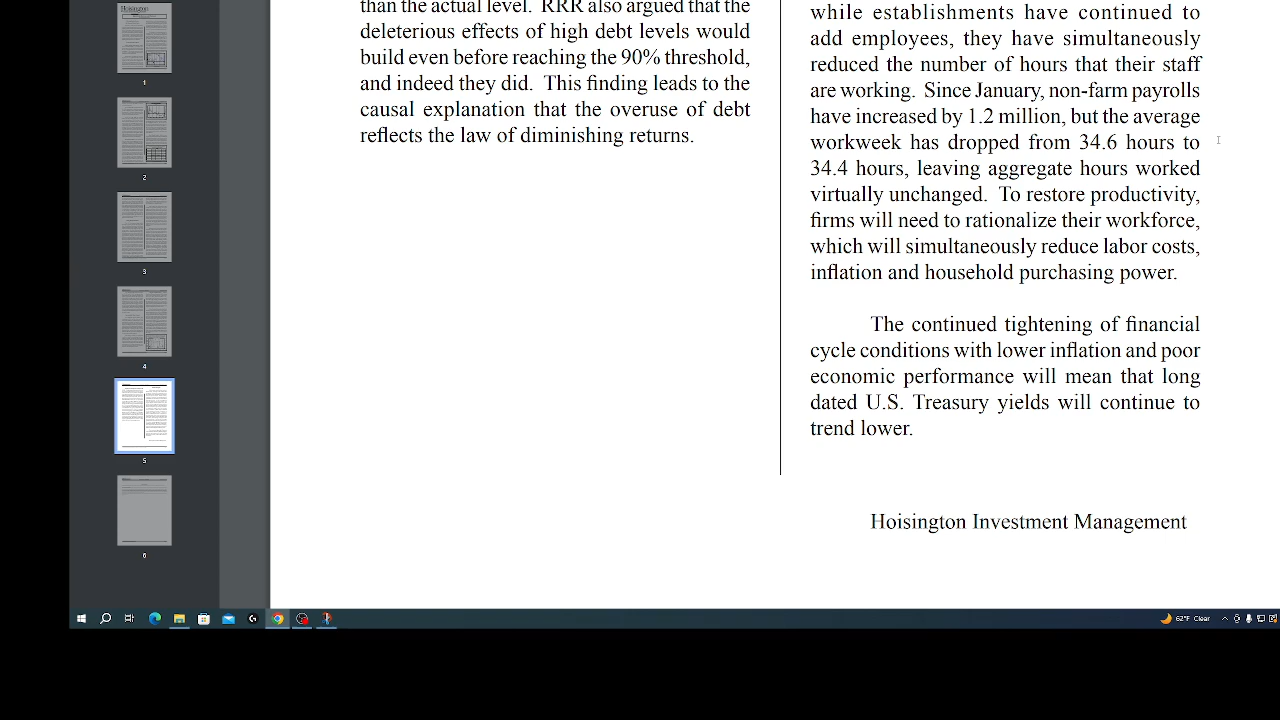 than the actual level. RRR also argued that the
deleterious effects of high debt levels would
build even before reaching the 90% threshold,
and indeed they did. This finding leads to the
causal explanation that the overuse of debt
reflects the law of diminishing returns.
while establishments have continued to
add employees, they have simultaneously
reduced the number of hours that their staff
are working. Since January, non-farm payrolls
have increased by 1.2 million, but the average
workweek has dropped from 34.6 hours to
34.4 hours, leaving aggregate hours worked
virtually unchanged. To restore productivity,
firms will need to rationalize their workforce,
which will simultaneously reduce labor costs,
inflation and household purchasing power.
The continued tightening of financial
cycle conditions with lower inflation and poor
economic performance will mean that long
dated U.S. Treasury yields will continue to
trend lower.
Hoisington Investment Management
Hoisington
1
2
3
4
5
6
62°F Clear